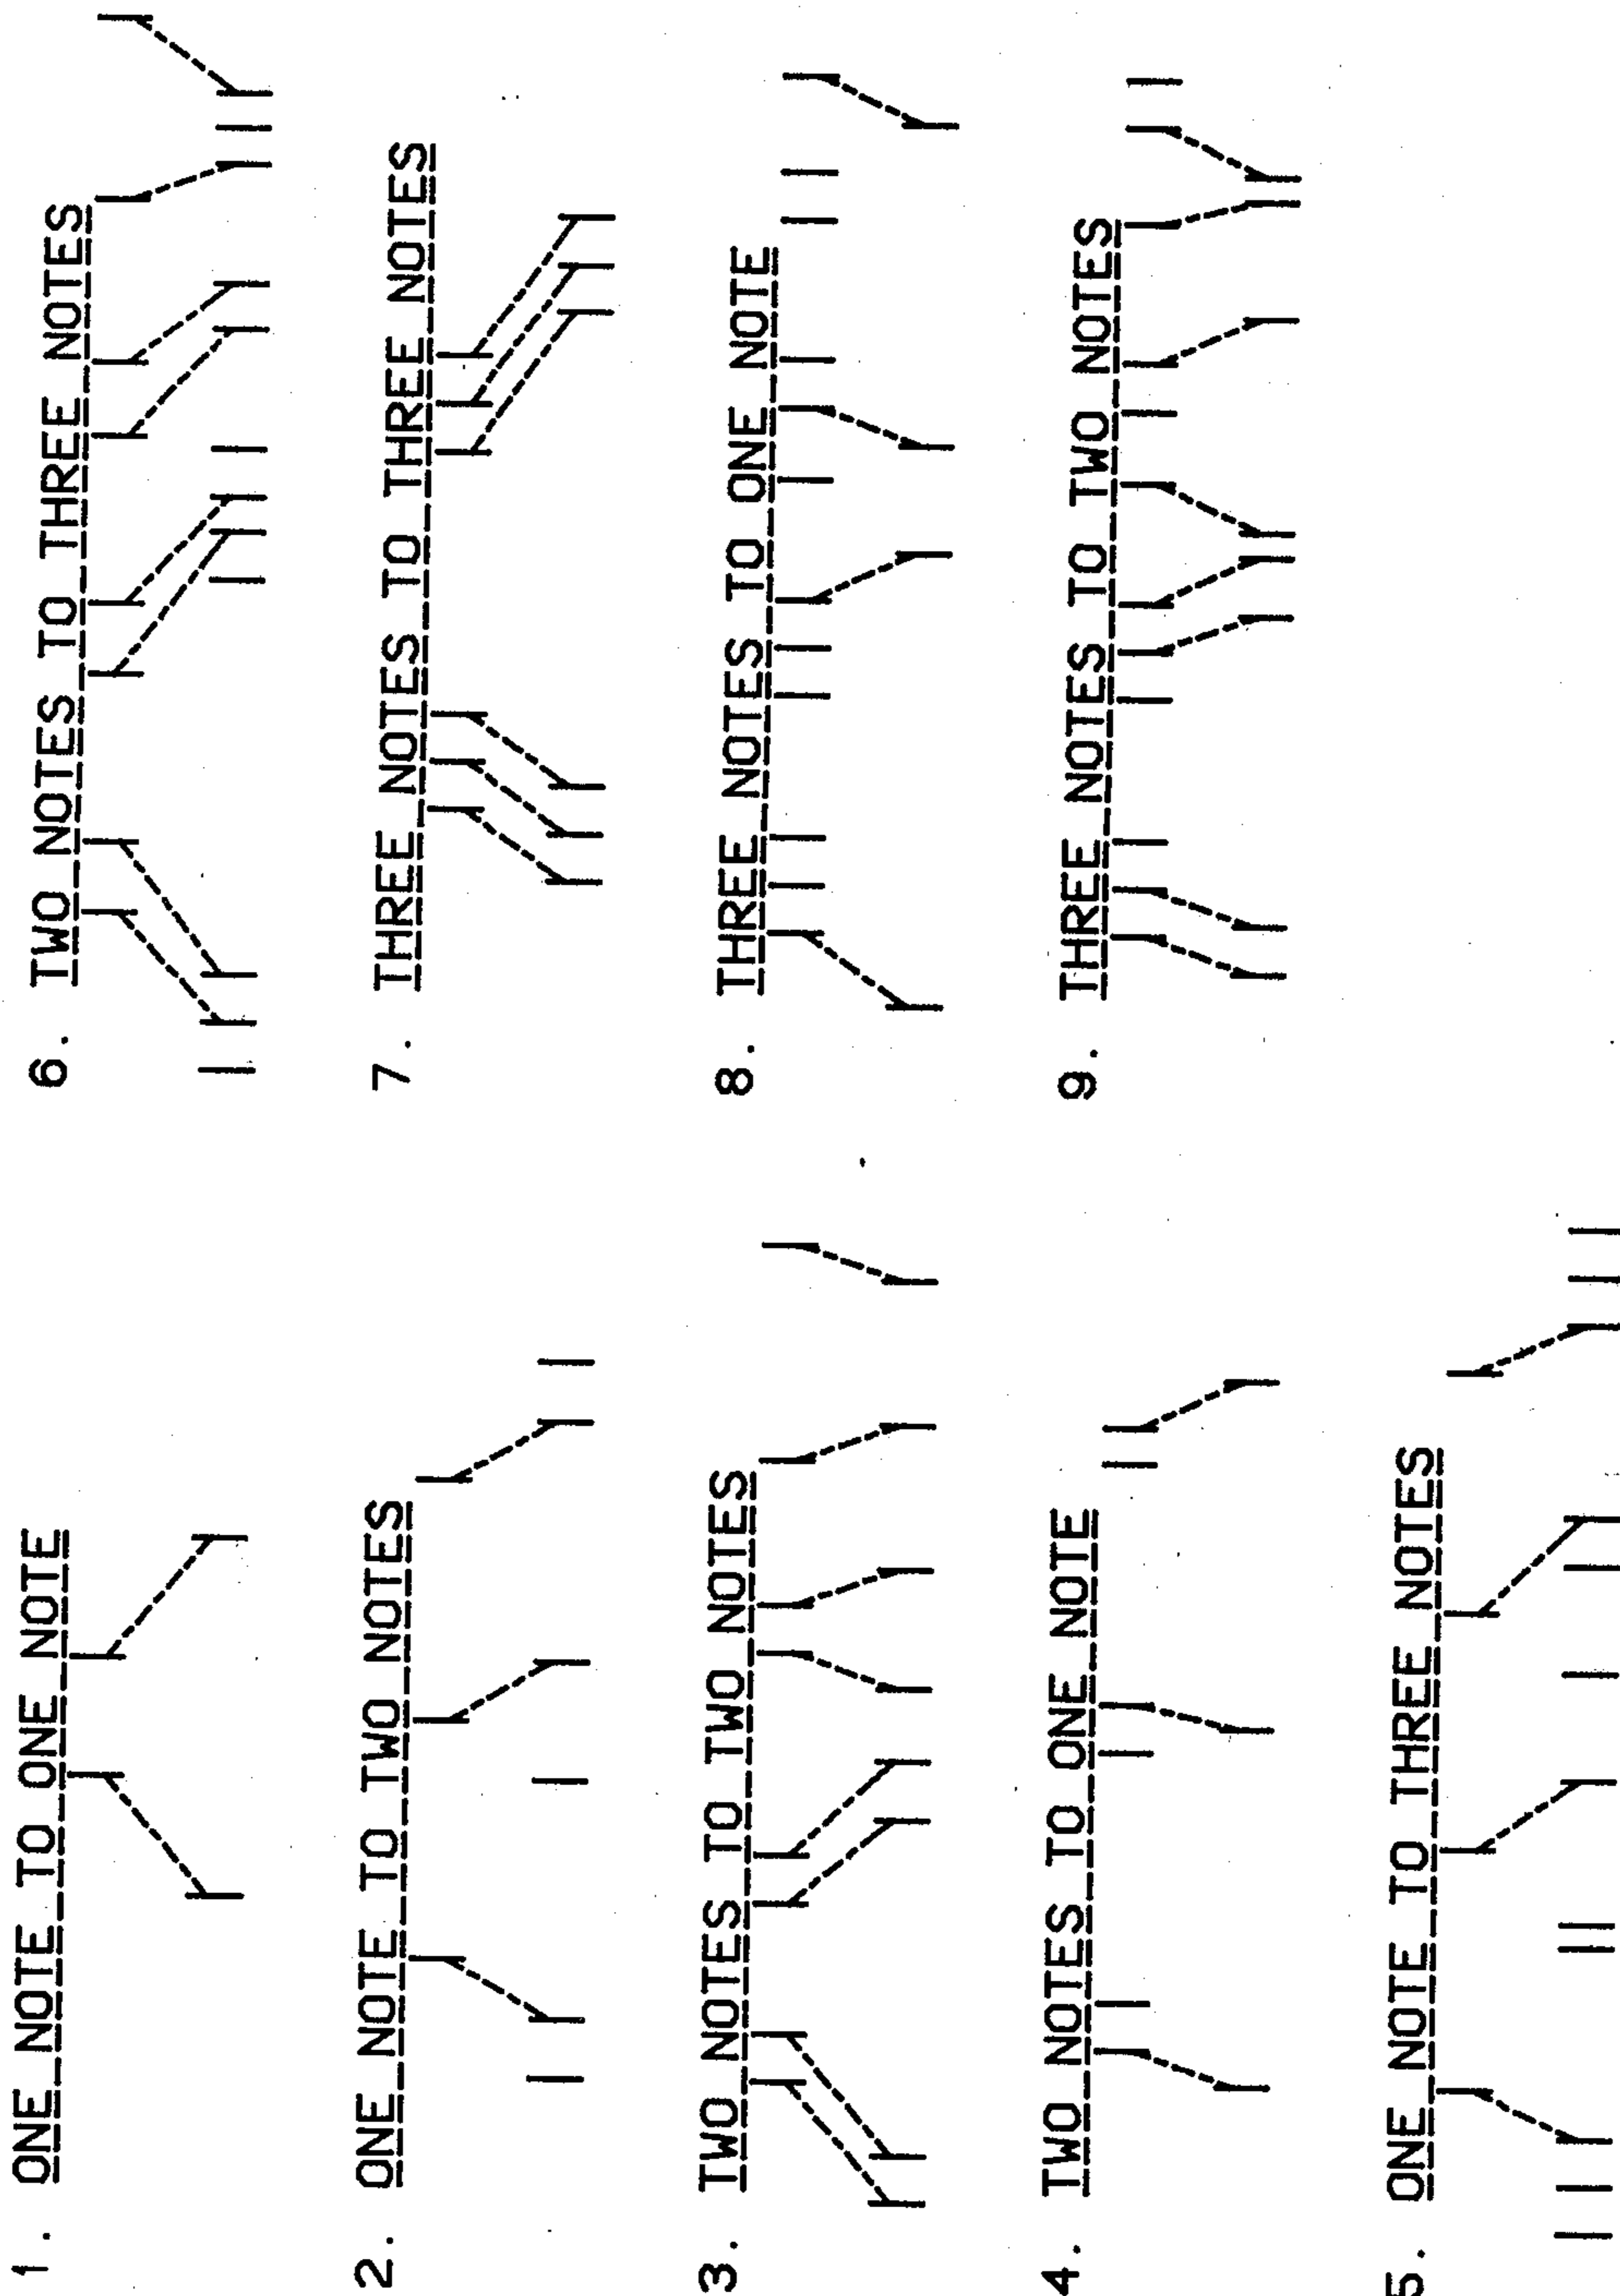 1. ONE NOTE TO ONE NOTE
2. ONE NOTE TO TWO NOTES
3. TWO NOTES TO TWO NOTES
4. TWO NOTES TO ONE NOTE
5. ONE NOTE TO THREE NOTES
6. TWO NOTES TO THREE NOTES
7. THREE NOTES TO THREE NOTES
8. THREE NOTES TO ONE NOTE
9. THREE NOTES TO TWO NOTES